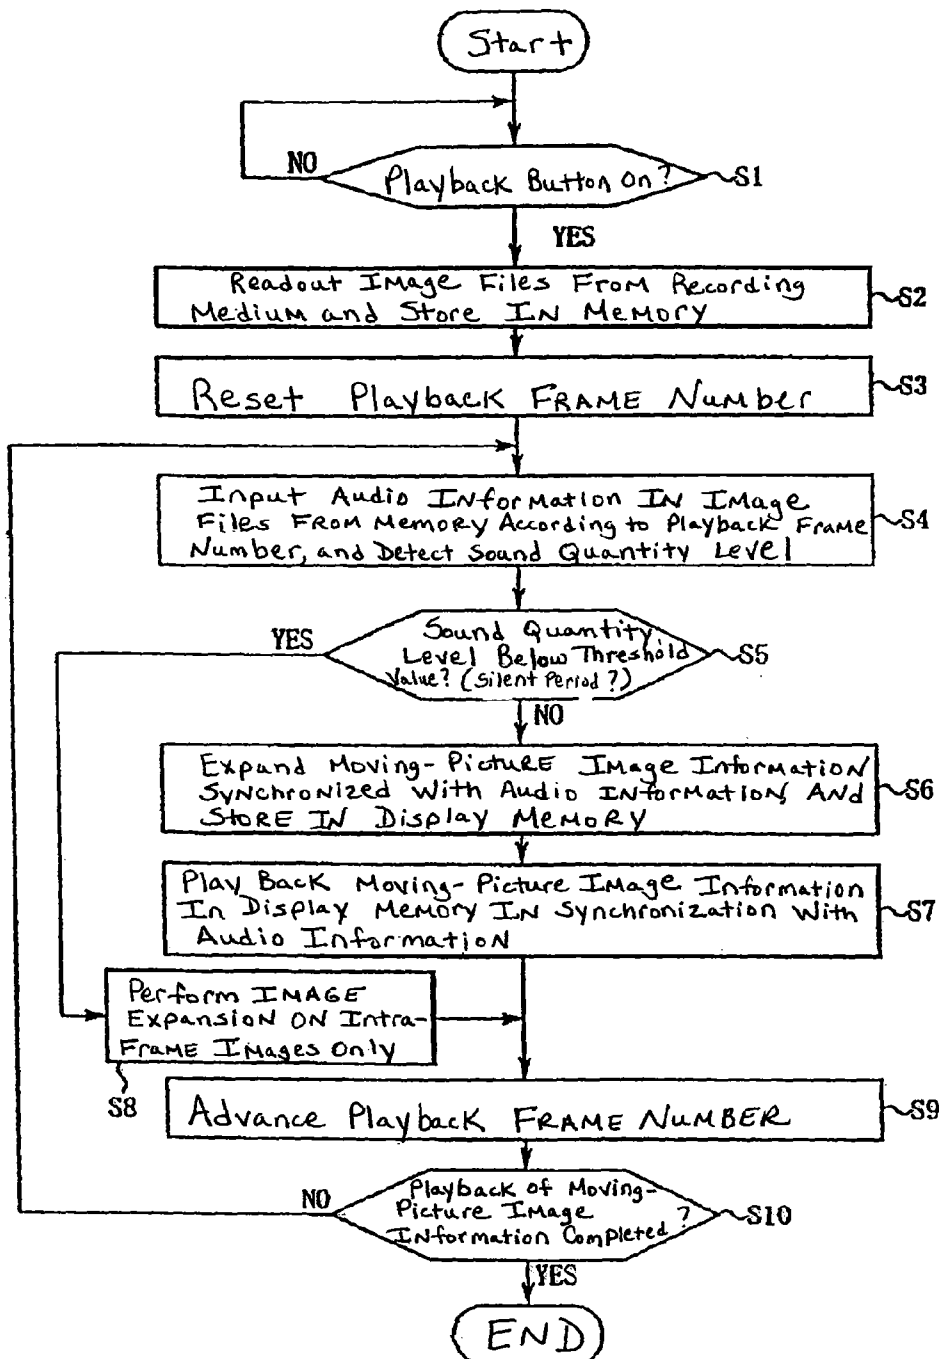 Start
NO
Playback Button On?
S1
YES
Readout Image Files From Recording
Medium and Store In Memory
S2
Reset Playback Frame Number
S3
Input Audio Information In Image
Files From Memory According to Playback Frame
Number, and Detect Sound Quantity Level
S4
YES
Sound Quantity
Level Below Threshold
Value? (Silent Period?)
S5
NO
Expand Moving-Picture Image Information
Synchronized With Audio Information, And
Store In Display Memory
S6
Play Back Moving-Picture Image Information
In Display Memory In Synchronization With
Audio Information
S7
Perform Image
Expansion On Intra-
Frame Images Only
S8
Advance Playback Frame Number
S9
NO
Playback of Moving-
Picture Image
Information Completed?
S10
YES
END